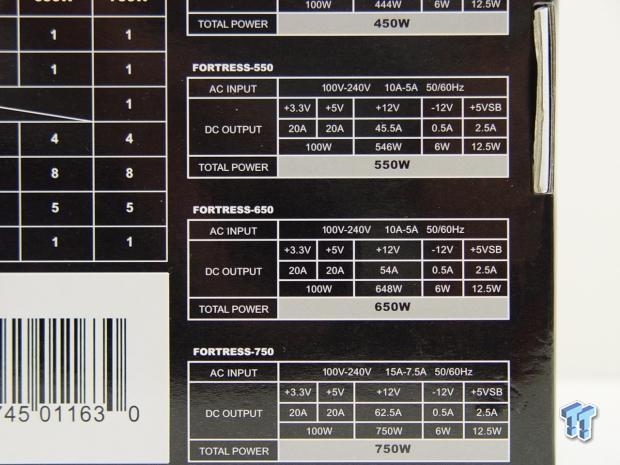 100W 444W 6W 12.5W
TOTAL POWER 450W
1 1
1 1
1
4 4
8 8
5 5
1 1
FORTRESS-550
AC INPUT 100V-240V 10A-5A 50/60Hz
+3.3V +5V +12V -12V +5VSB
DC OUTPUT 20A 20A 45.5A 0.5A 2.5A
100W 546W 6W 12.5W
TOTAL POWER 550W
FORTRESS-650
AC INPUT 100V-240V 10A-5A 50/60Hz
+3.3V +5V +12V -12V +5VSB
DC OUTPUT 20A 20A 54A 0.5A 2.5A
100W 648W 6W 12.5W
TOTAL POWER 650W
FORTRESS-750
AC INPUT 100V-240V 15A-7.5A 50/60Hz
+3.3V +5V +12V -12V +5VSB
DC OUTPUT 20A 20A 62.5A 0.5A 2.5A
100W 750W 6W 12.5W
TOTAL POWER 750W
745 01163 0
TT